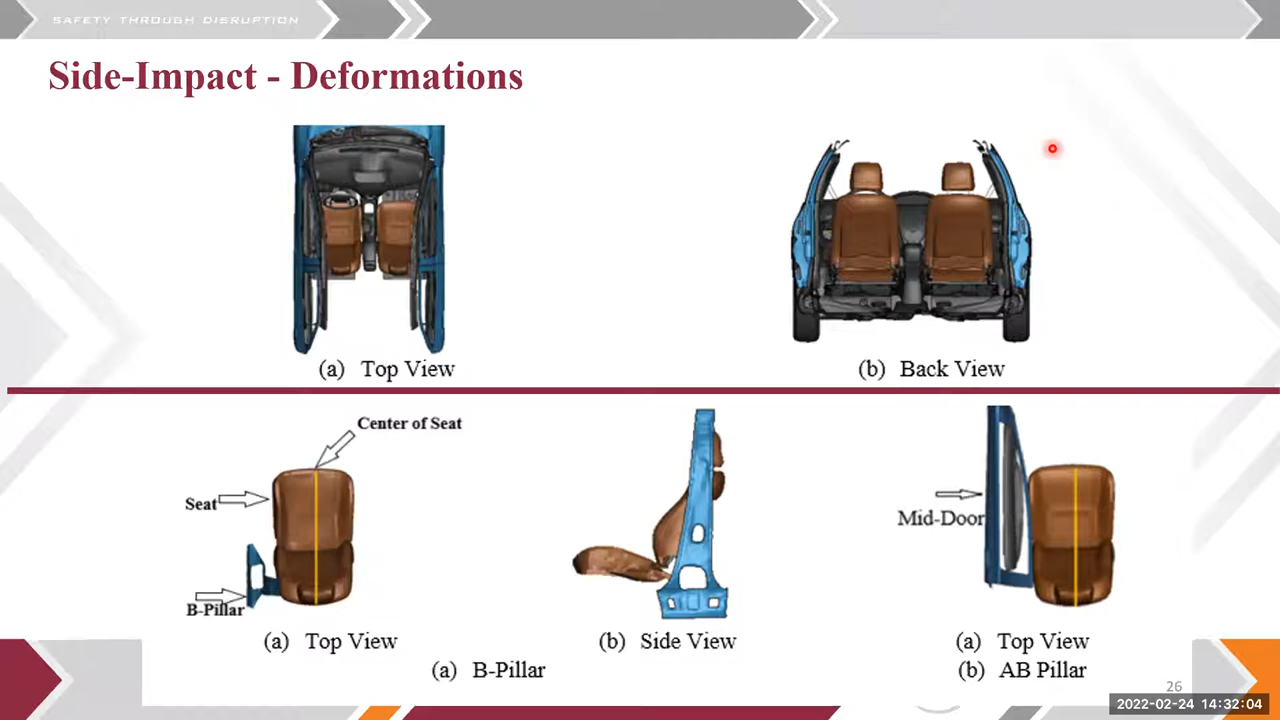 SAFETY THROUGH DISRUPTION
Side-Impact - Deformations
(a) Top View
(b) Back View
Center of Seat
Seat
B-Pillar
Mid-Door
(a) Top View
(b) Side View
(a) Top View
(a) B-Pillar
(b) AB Pillar
26
2022-02-24 14:32:04